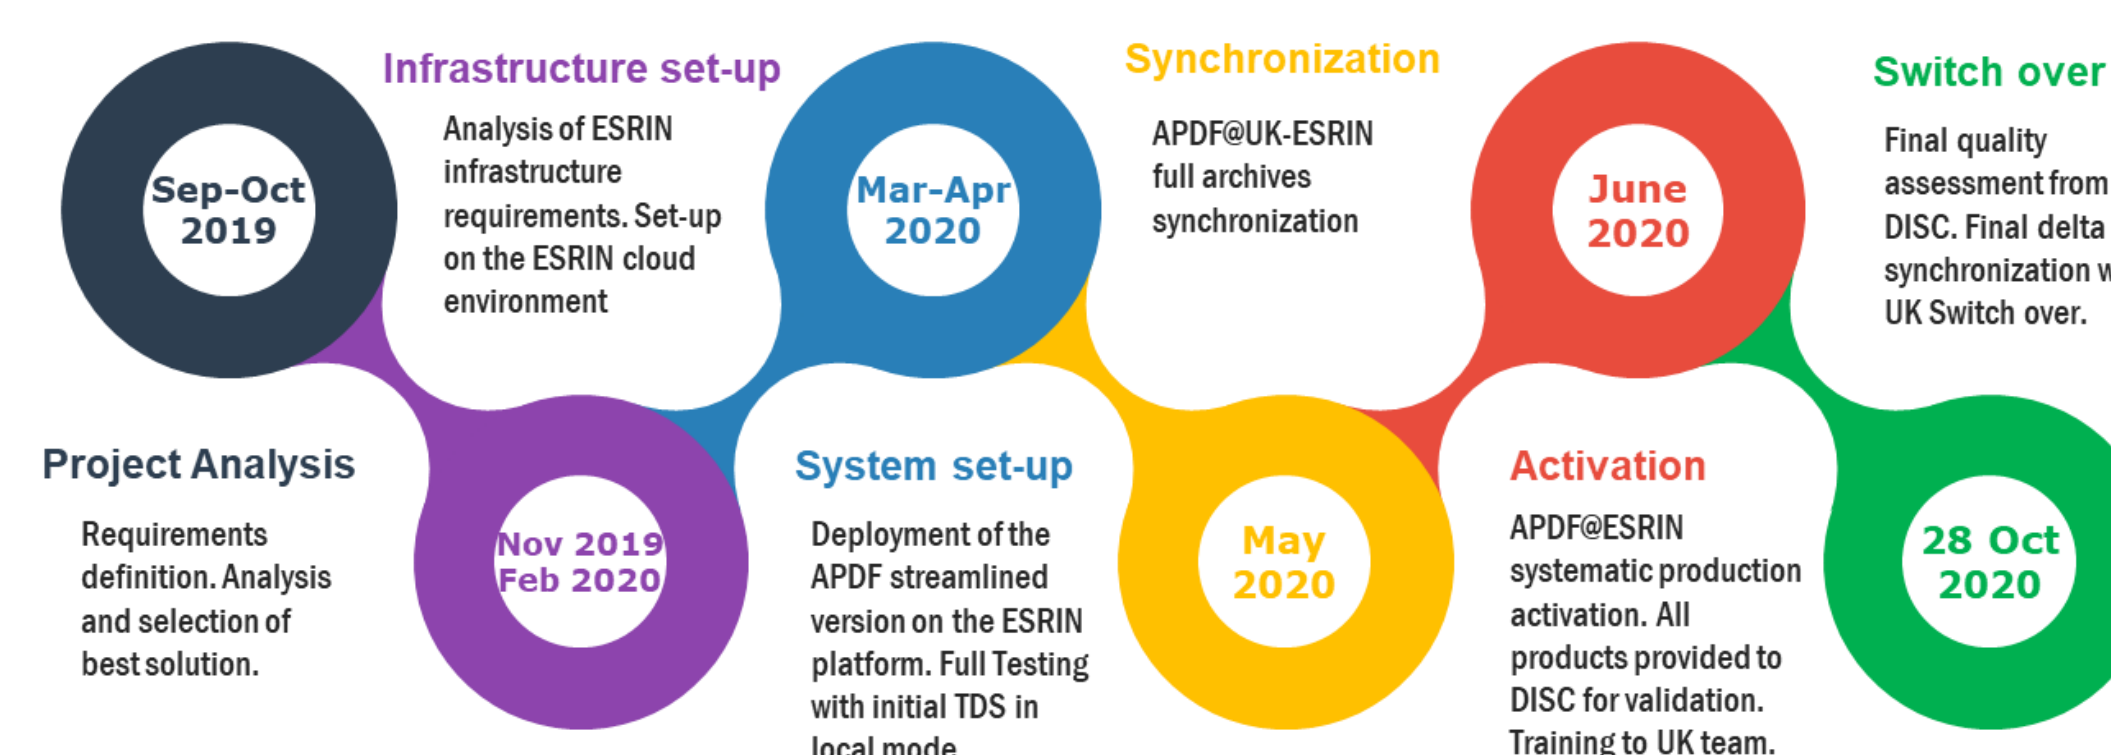 Sep-Oct
2019
Project Analysis
Requirements
definition. Analysis
and selection of
best solution.
Infrastructure set-up
Analysis of ESRIN
infrastructure
requirements. Set-up
on the ESRIN cloud
environment
Nov 2019
Feb 2020
Mar-Apr
2020
System set-up
Deployment of the
APDF streamlined
version on the ESRIN
platform. Full Testing
with initial TDS in
local mode
Synchronization
APDF@UK-ESRIN
full archives
synchronization
May
2020
June
2020
Activation
APDF@ESRIN
systematic production
activation. All
products provided to
DISC for validation.
Training to UK team.
Switch over
Final quality
assessment from
DISC. Final delta
synchronization
UK Switch over.
28 Oct
2020